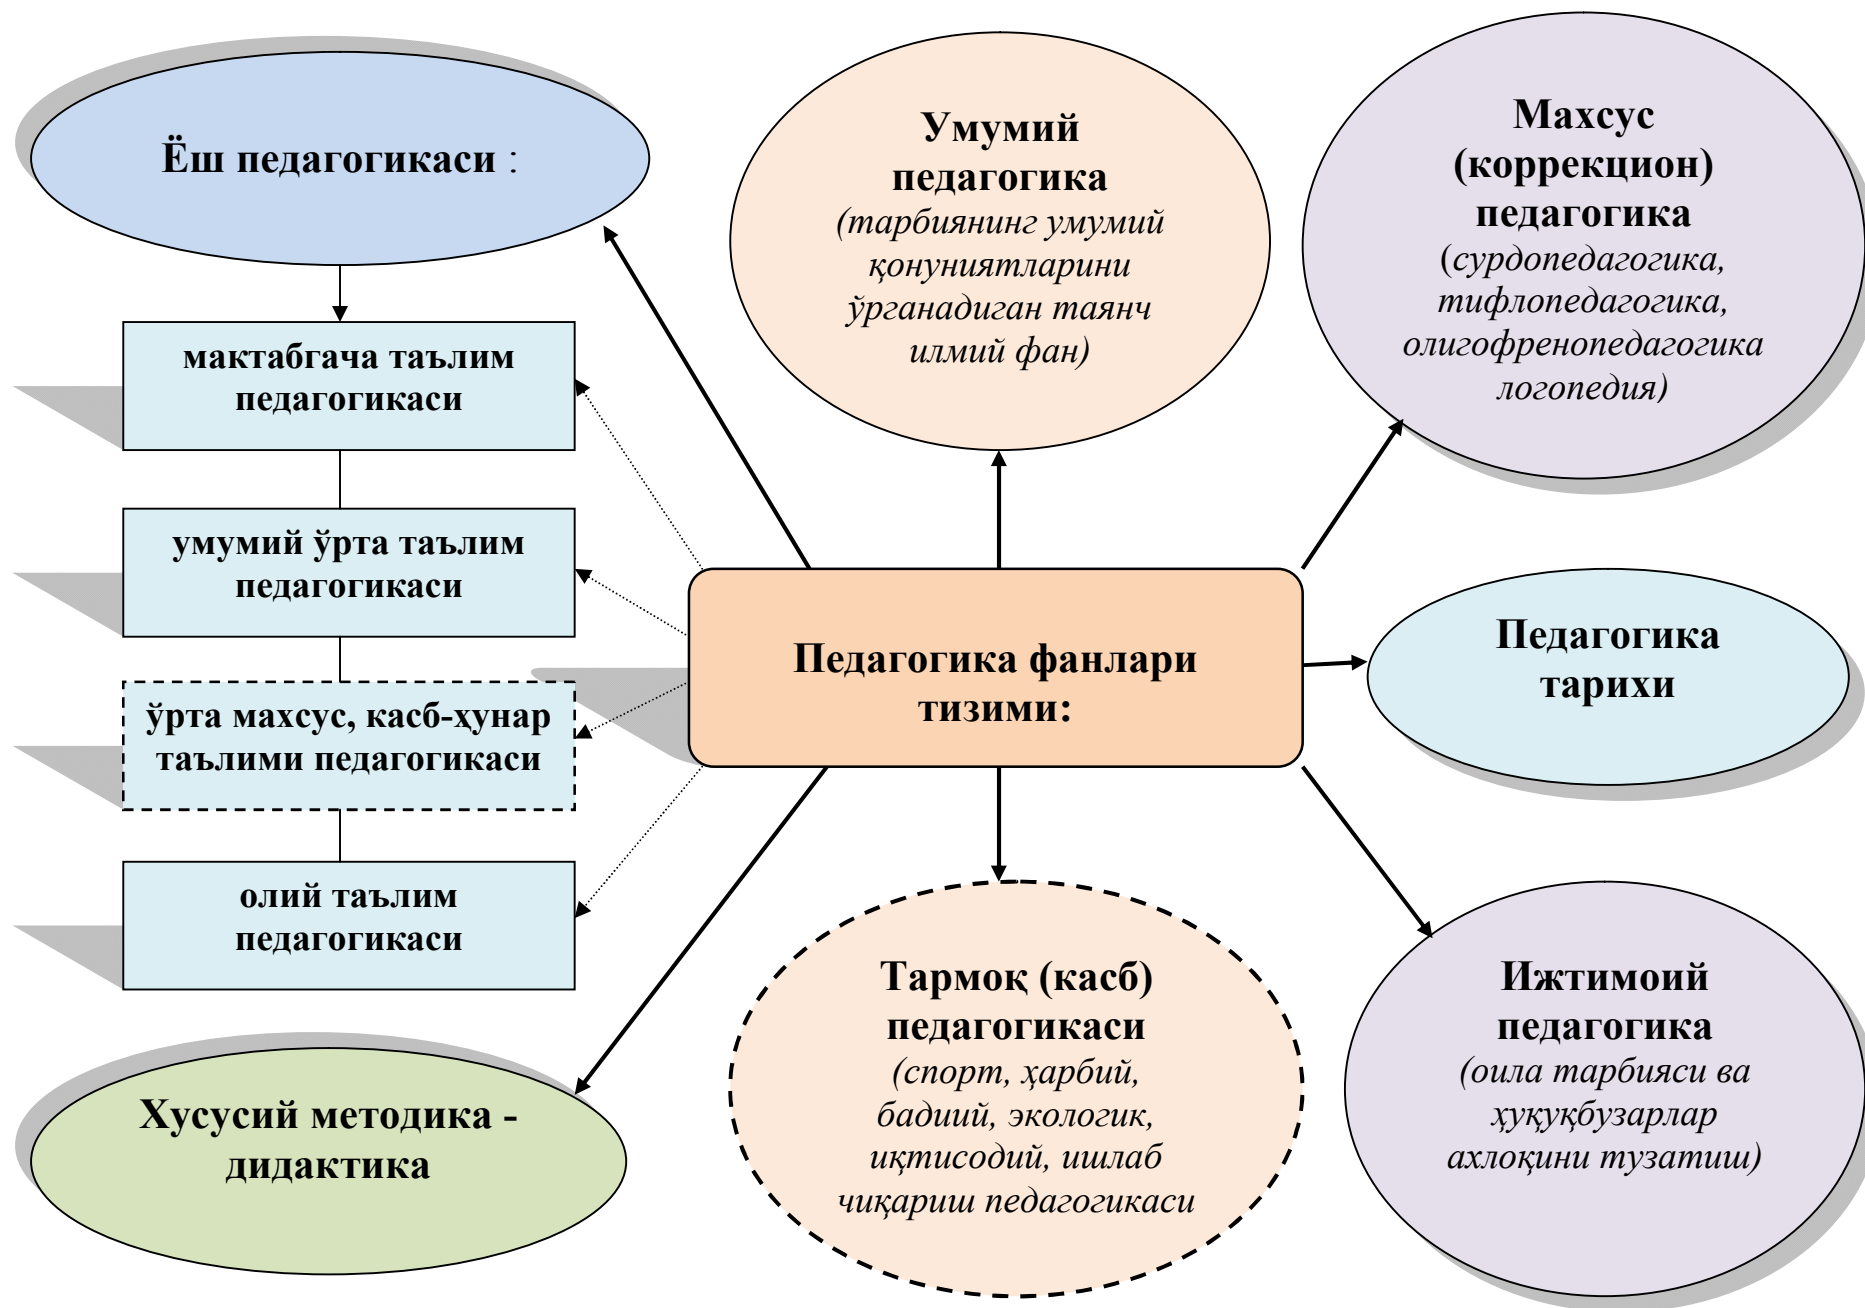 Ёш педагогикаси :
мактабгача таълим
педагогикаси
умумий ўрта таълим
педагогикаси
ўрта махсус, касб-ҳунар
таълими педагогикаси
олий таълим
педагогикаси
Хусусий методика -
дидактика
Умумий
педагогика
(тарбиянинг умумий
қонуниятларини
ўрганадиган таянч
илмий фан)
Педагогика фанлари
тизими:
Тармоқ (касб)
педагогикаси
(спорт, ҳарбий,
бадиий, экологик,
иқтисодий, ишлаб
чиқариш педагогикаси
Махсус
(коррекцион)
педагогика
(сурдопедагогика,
тифлопедагогика,
олигофренопедагогика
логопедия)
Педагогика
тарихи
Ижтимоий
педагогика
(оила тарбияси ва
ҳуқуқбузарлар
ахлоқини тузатиш)